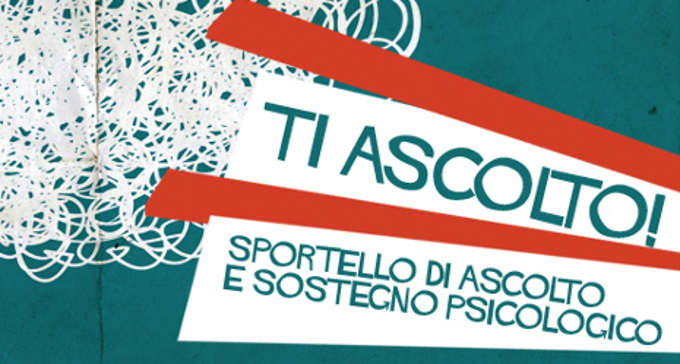 TI ASCOLTO!
SPORTELLO DI ASCOLTO
E SOSTEGNO PSICOLOGICO